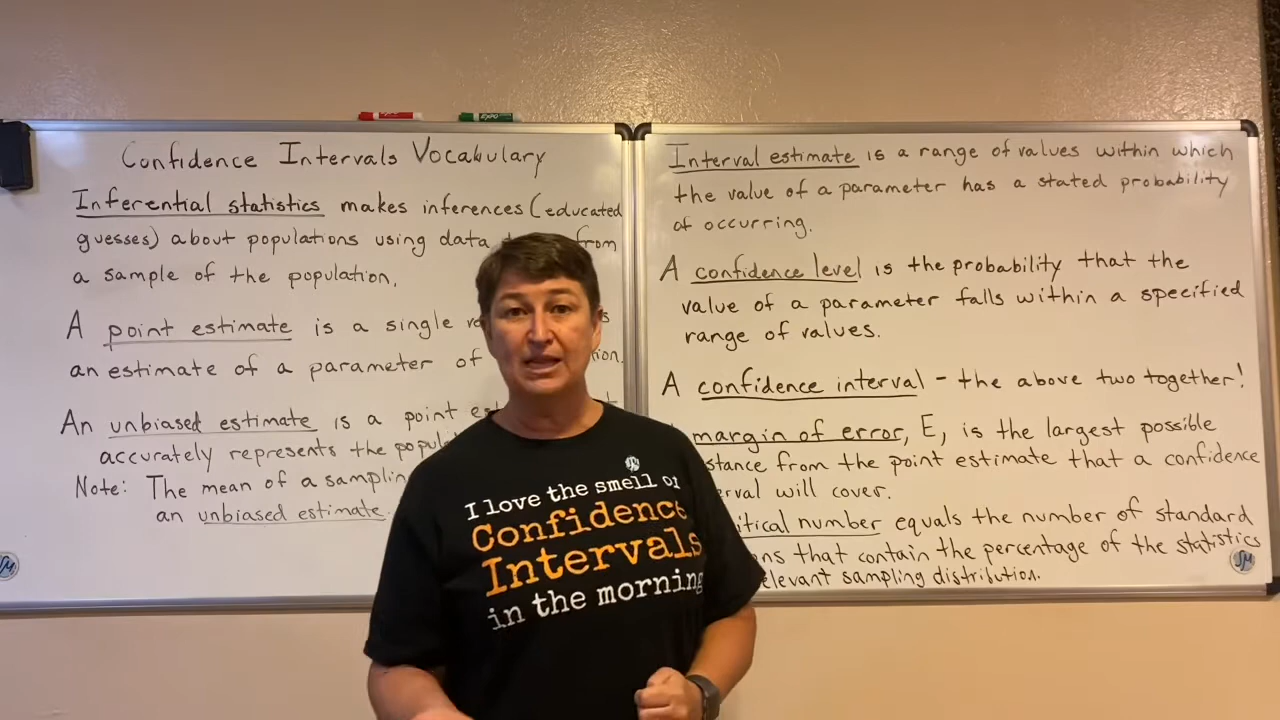 EXPO
Confidence Intervals Vocabulary
Inferential statistics makes inferences (educated
guesses) about populations using data from
a sample of the population.
A point estimate is a single
an estimate of a parameter of
An unbiased estimate is a point
accurately represents the
Note: The mean of a
an unbiased estimate.
Interval estimate is a range of values within which
the value of a parameter has a stated probability
of occurring.
A confidence level is the probability that the
value of a parameter falls within a specified
range of values.
A confidence interval - the above two together!
margin of error, E, is the largest possible
from the point estimate that a confidence
will cover.
number equals the number of standard
that contain the percentage of the statistics
sampling distribution.
I love the smell of
Confidence
Intervals
in the morning
SM